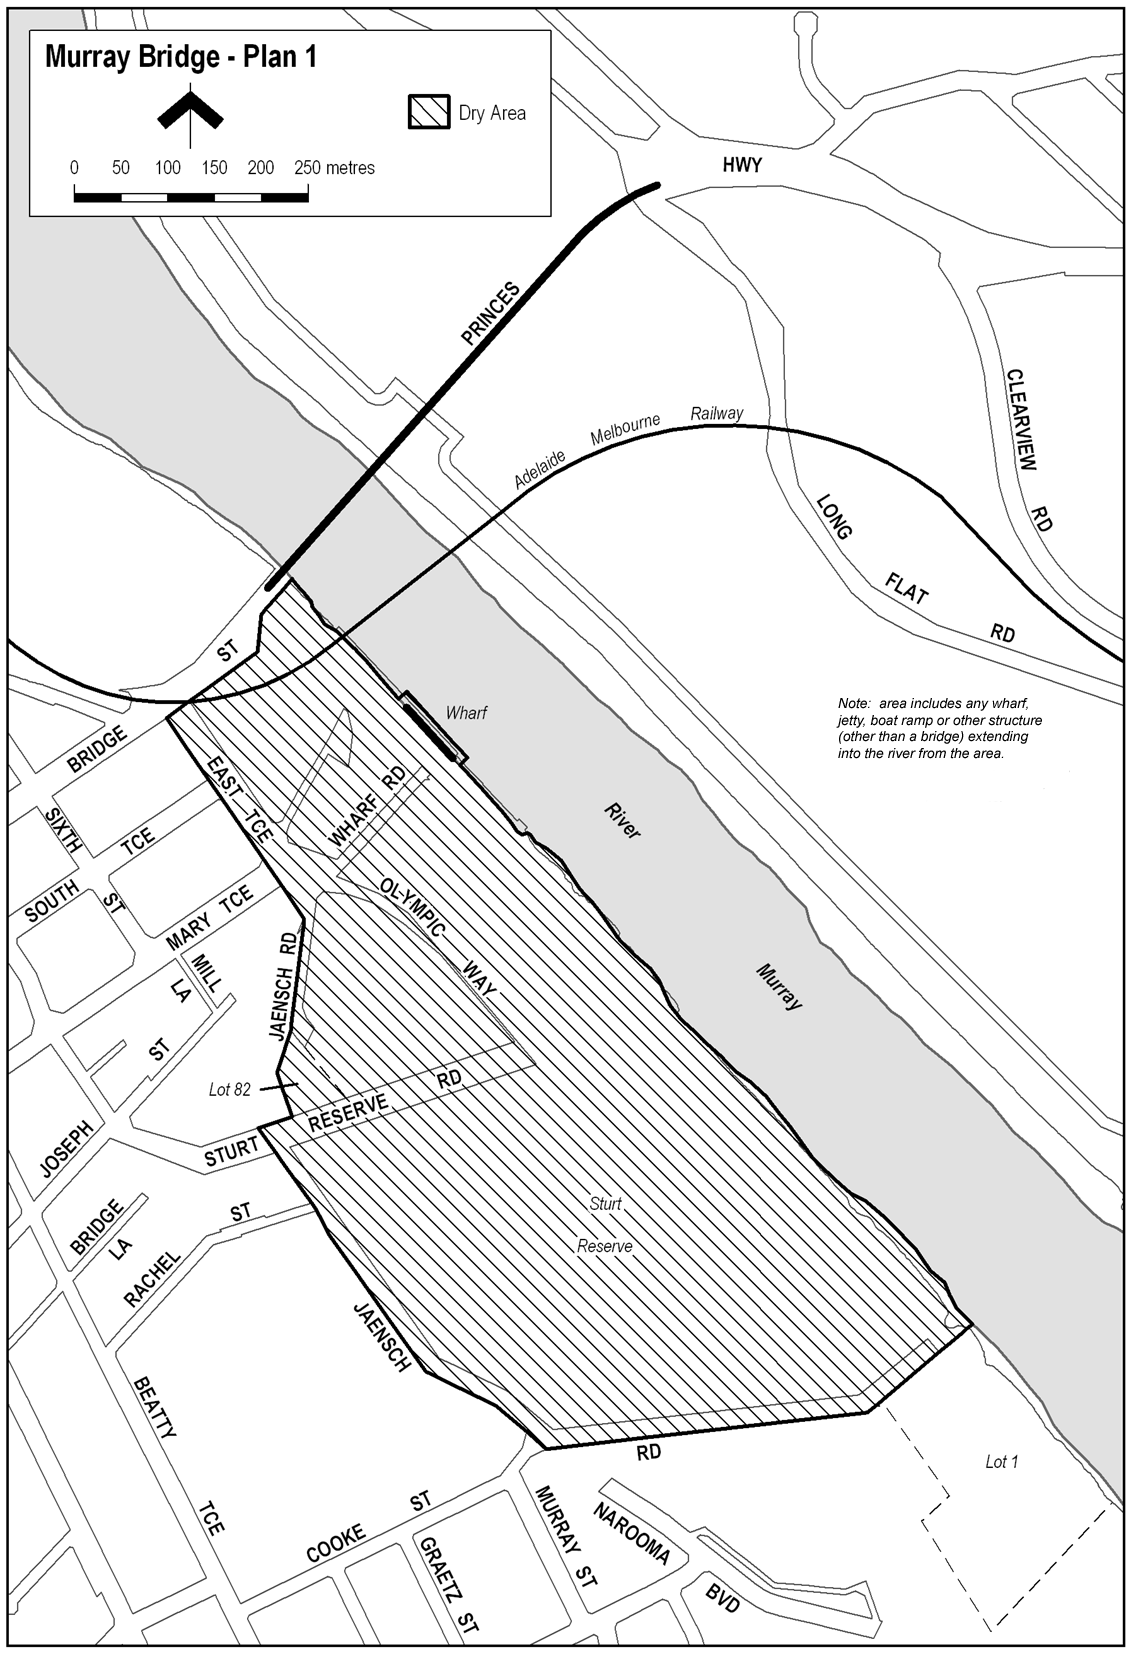 Murray Bridge - Plan 1
Dry Area
0 50 100 150 200 250 metres
HWY
PRINCES
Adelaide Melbourne Railway
CLEARVIEW RD
LONG FLAT RD
ST
BRIDGE
Wharf
Note: area includes any wharf,
jetty, boat ramp or other structure
(other than a bridge) extending
into the river from the area.
EAST TCE
WHARF RD
SIXTH
ST
TCE
SOUTH
River
Murray
OLYMPIC WAY
MARY TCE
MILL
LA
JAENSCH RD
ST
Lot 82
RESERVE RD
JOSEPH
STURT
Sturt
Reserve
BRIDGE
LA
ST
RACHEL
JAENSCH
RD
BEATTY
TCE
Lot 1
COOKE ST
GRAETZ ST
MURRAY ST
NAROOMA
BVD